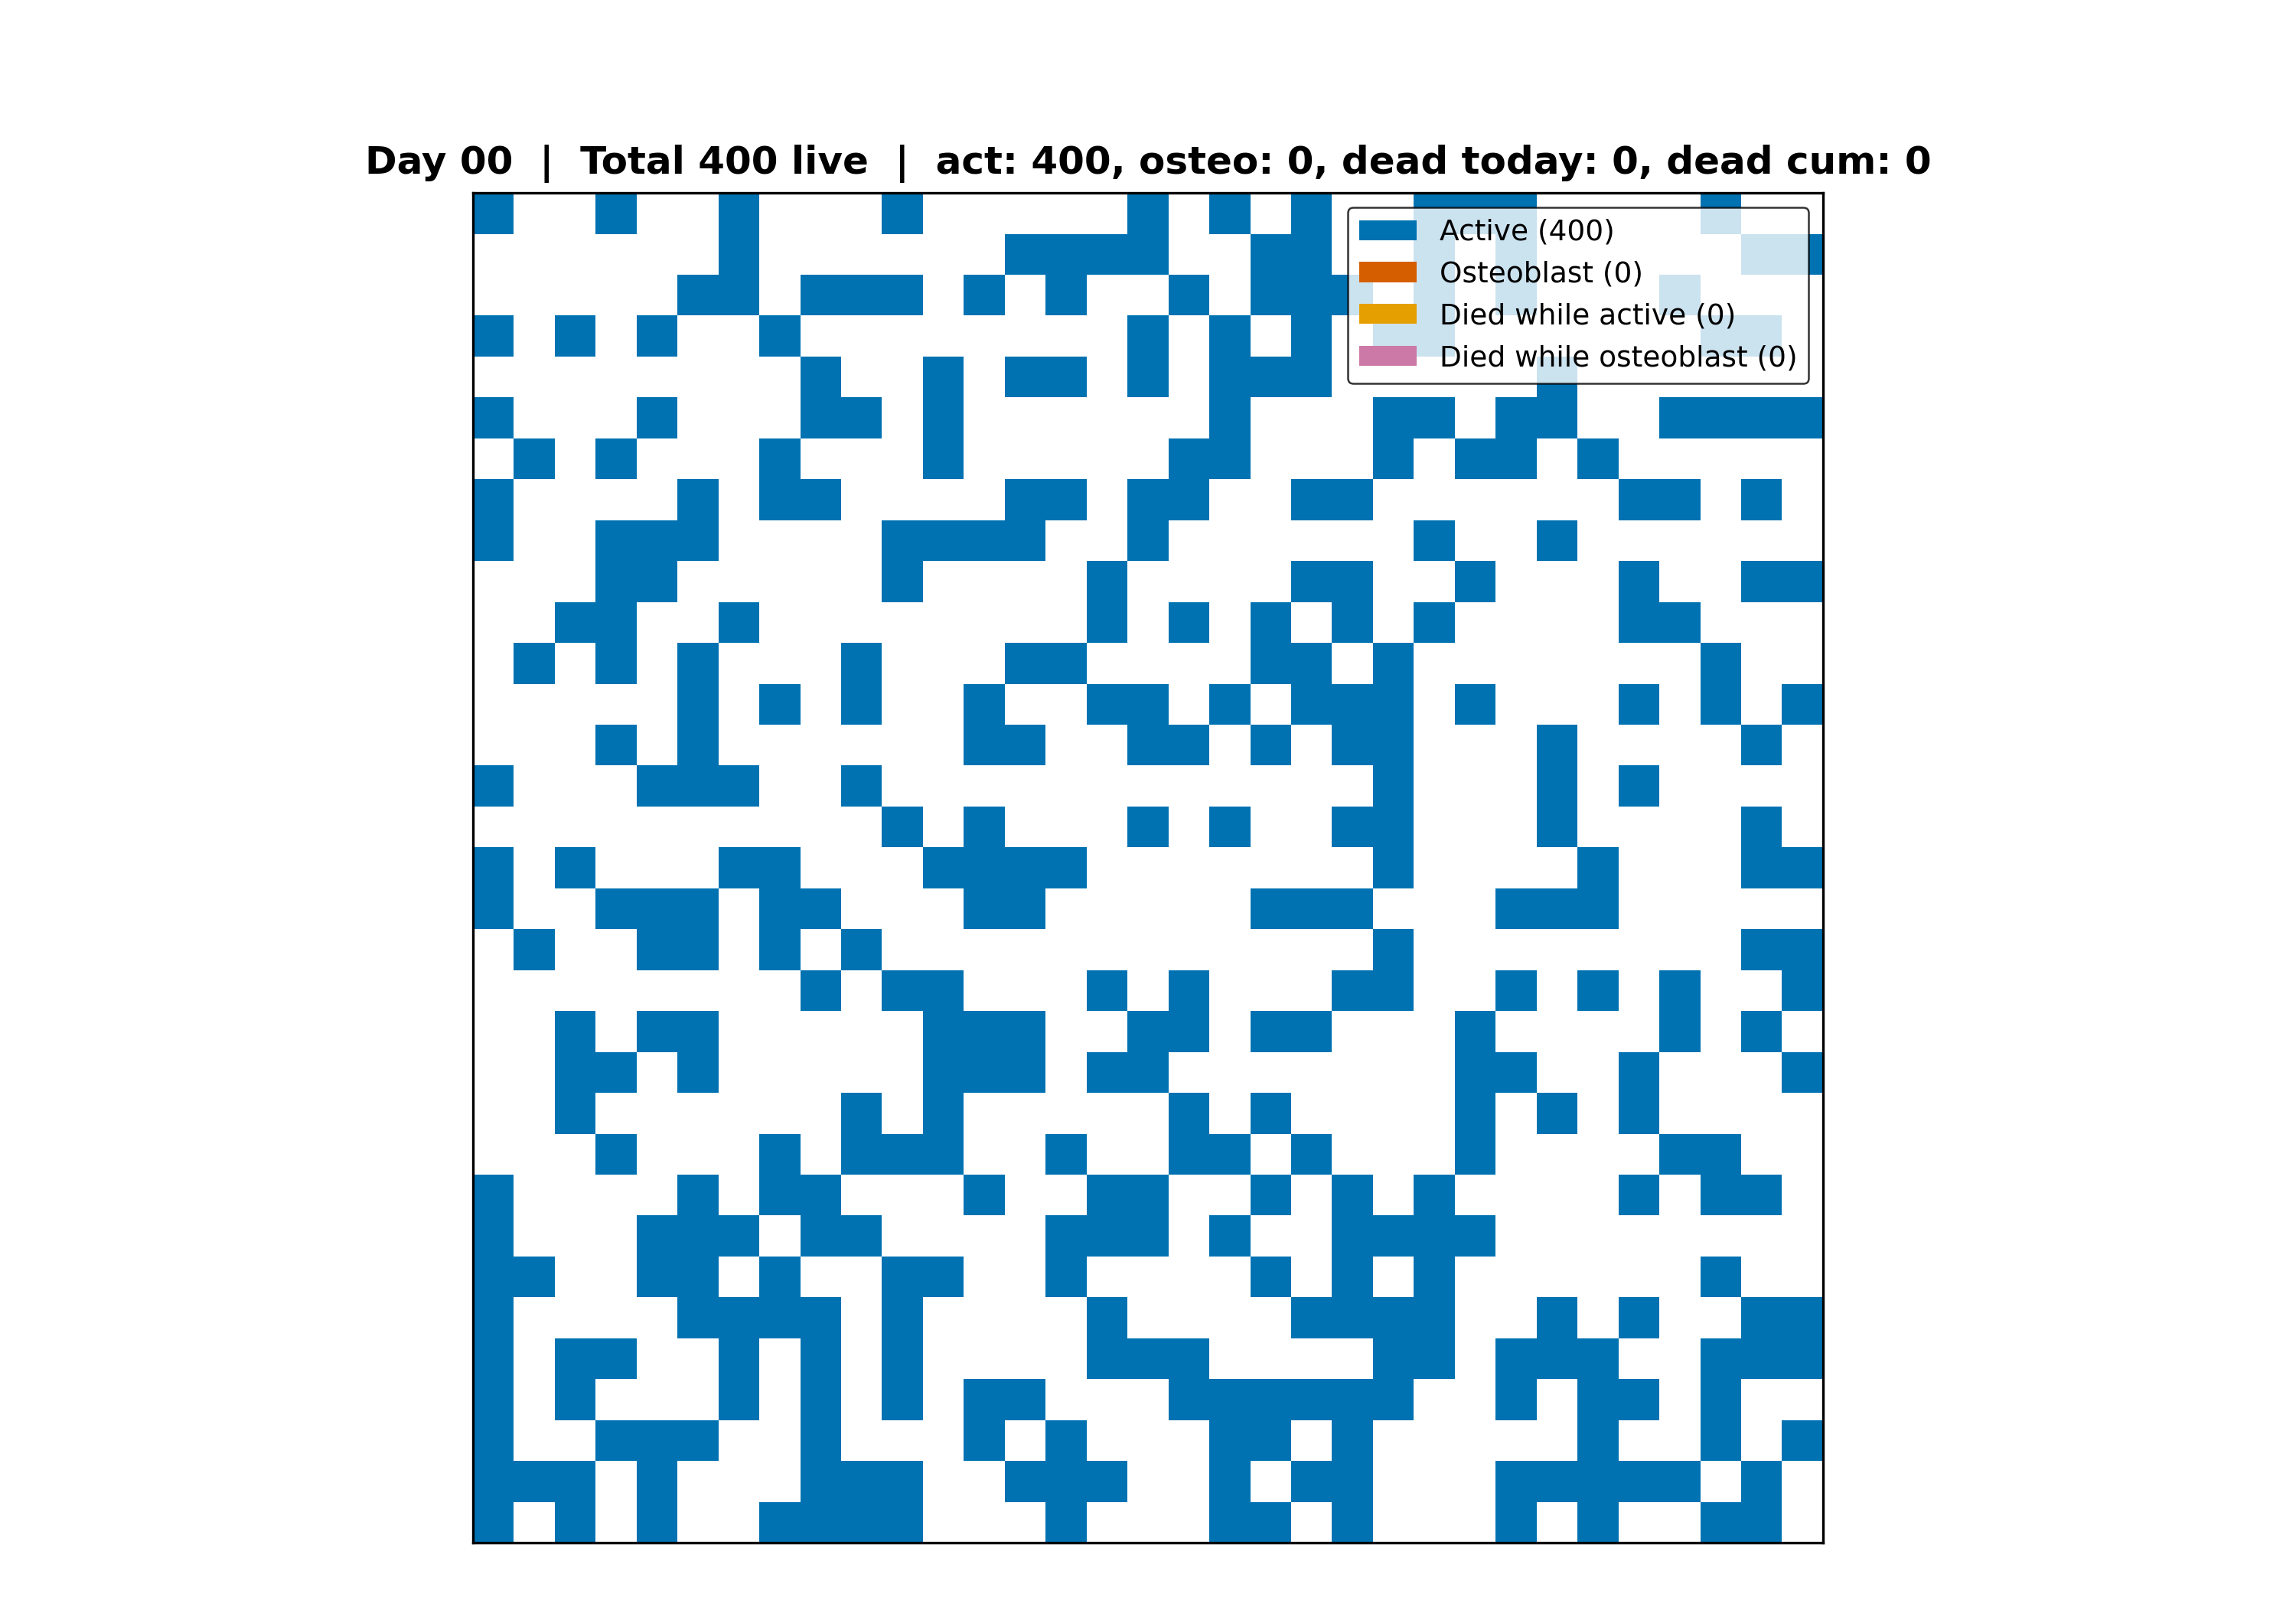 Day 00 | Total 400 live | act: 400, osteo: 0, dead today: 0, dead cum: 0
Active (400)
Osteoblast (0)
Died while active (0)
Died while osteoblast (0)